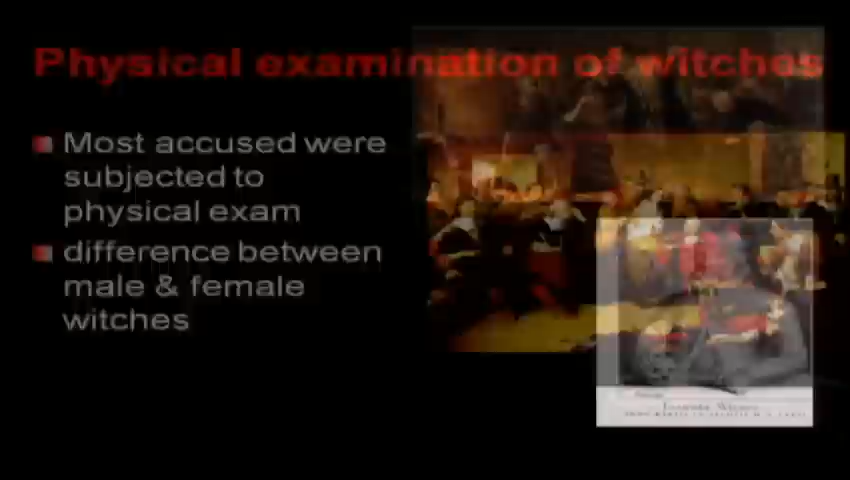 Physical examination of witches
Most accused were
subjected to
physical exam
difference between
male & female
witches